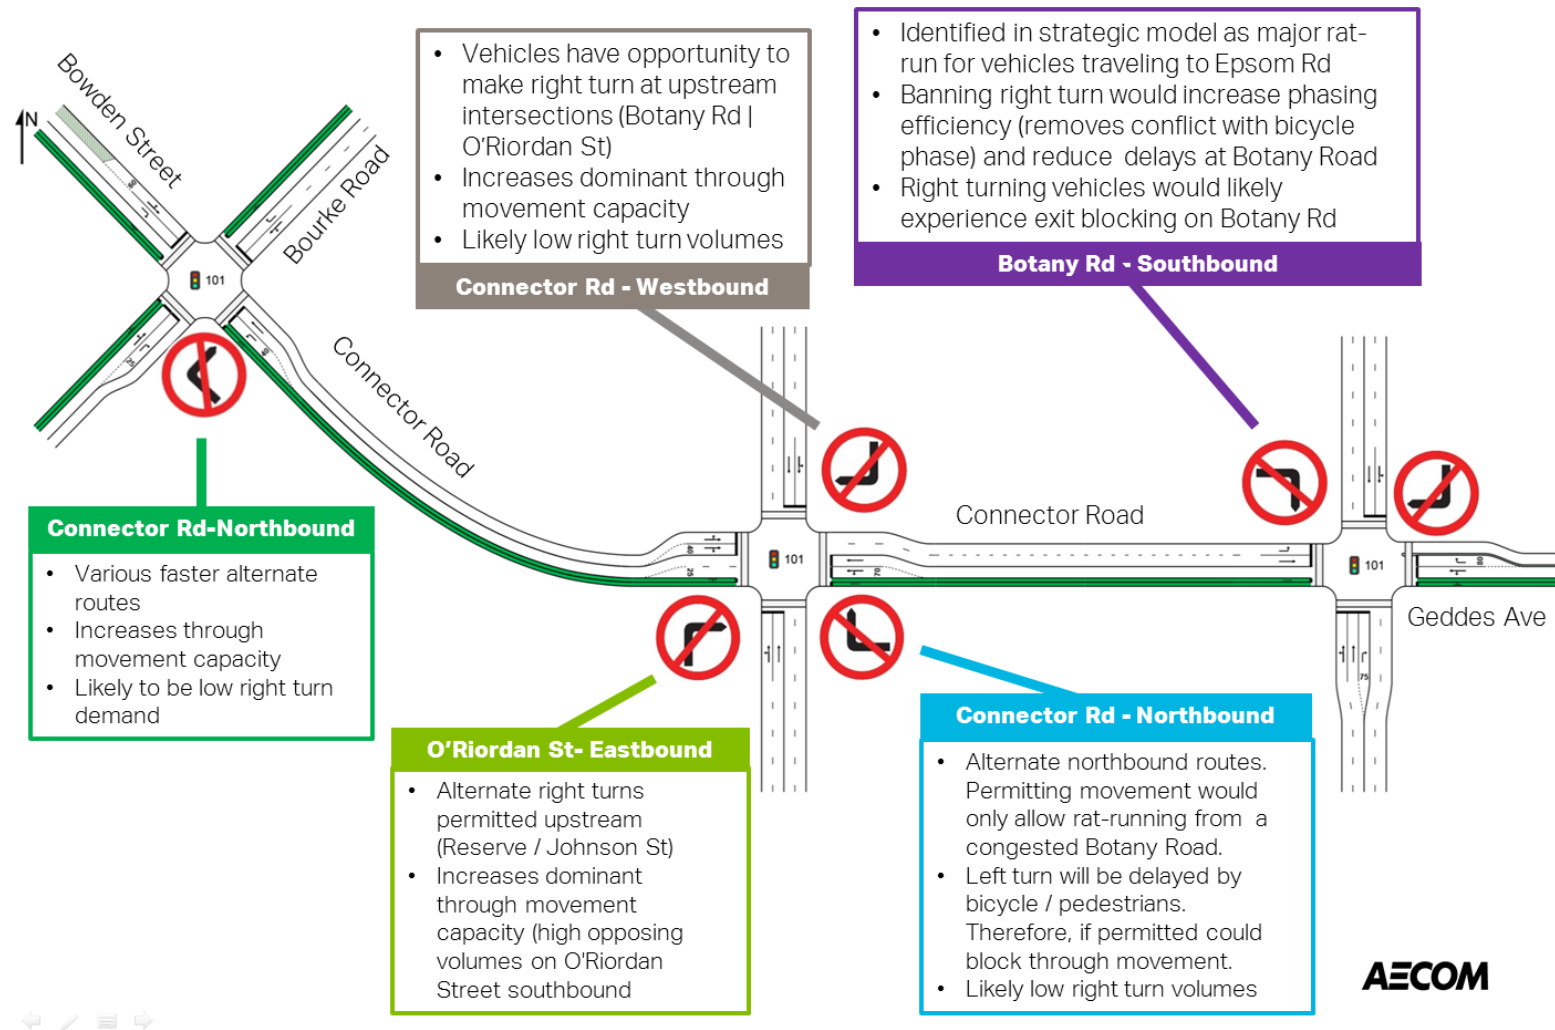 • Vehicles have opportunity to
make right turn at upstream
intersections (Botany Rd |
O'Riordan St)
• Increases dominant through
movement capacity
• Likely low right turn volumes
Connector Rd - Westbound
• Identified in strategic model as major rat-
run for vehicles traveling to Epsom Rd
• Banning right turn would increase phasing
efficiency (removes conflict with bicycle
phase) and reduce delays at Botany Road
• Right turning vehicles would likely
experience exit blocking on Botany Rd
Botany Rd - Southbound
N
Bowden Street
Bourke Road
101
25
Connector Road
Connector Road
40
25
101
70
101
Geddes Ave
75
Connector Rd-Northbound
• Various faster alternate
routes
• Increases through
movement capacity
• Likely to be low right turn
demand
O'Riordan St- Eastbound
• Alternate right turns
permitted upstream
(Reserve / Johnson St)
• Increases dominant
through movement
capacity (high opposing
volumes on O'Riordan
Street southbound
Connector Rd - Northbound
• Alternate northbound routes.
Permitting movement would
only allow rat-running from a
congested Botany Road.
• Left turn will be delayed by
bicycle / pedestrians.
Therefore, if permitted could
block through movement.
• Likely low right turn volumes
AECOM